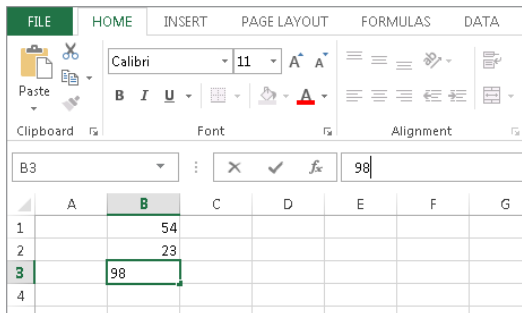 FILE HOME INSERT PAGE LAYOUT FORMULAS DATA
Calibri 11 A A
Paste B I U A
Clipboard Font Alignment
B3 fx 98
A B C D E F G
1 54
2 23
3 98
4